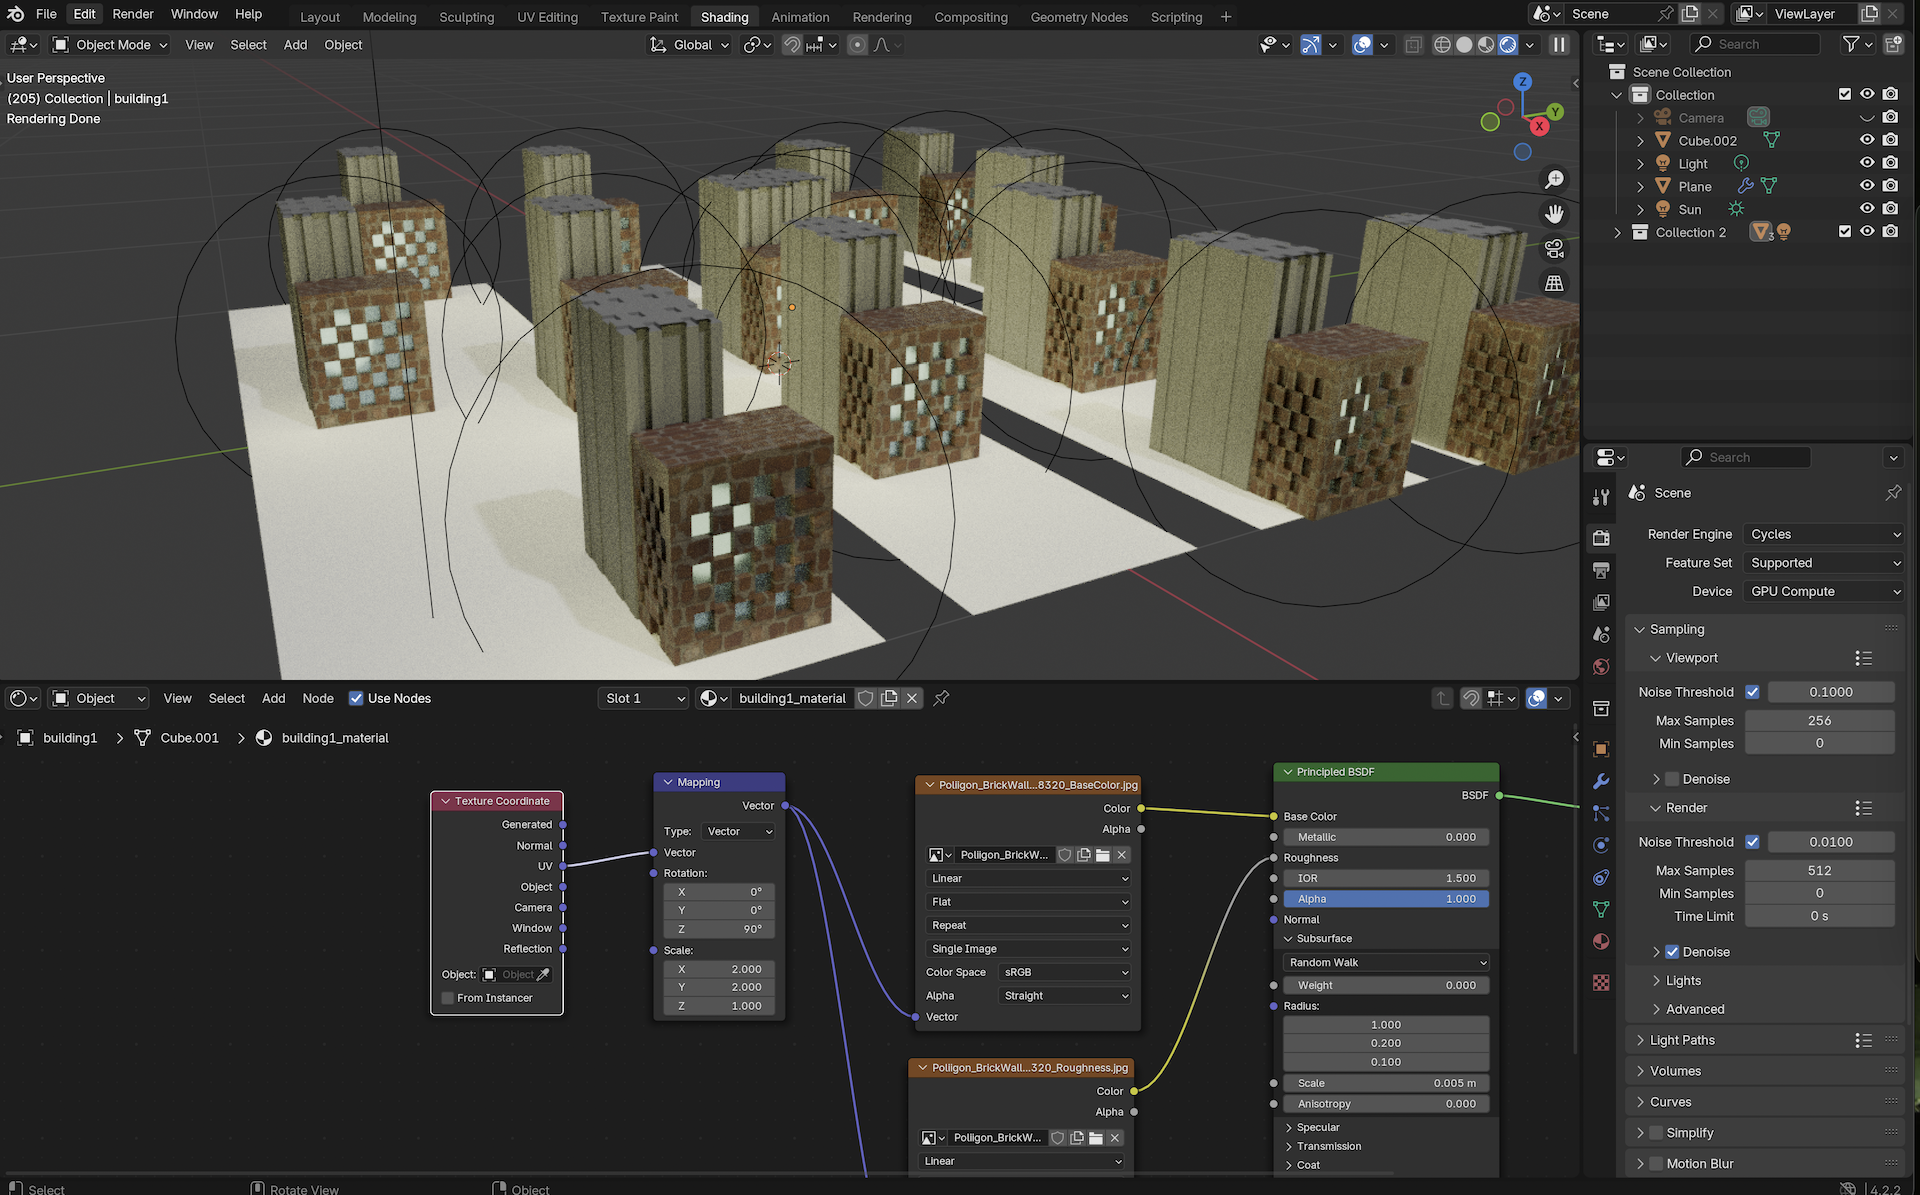 File Edit Render Window Help Layout Modeling Sculpting UV Editing Texture Paint Shading Animation Rendering Compositing Geometry Nodes Scripting + Scene ViewLayer
Object Mode View Select Add Object Global Search
User Perspective
(205) Collection | building1
Rendering Done
Z
Y
X
Scene Collection
Collection
Camera
Cube.002
Light
Plane
Sun
Collection 2 3
Search
Scene
Render Engine Cycles
Feature Set Supported
Device GPU Compute
Sampling
Viewport
Noise Threshold 0.1000
Max Samples 256
Min Samples 0
Denoise
Render
Noise Threshold 0.0100
Max Samples 512
Min Samples 0
Time Limit 0 s
Denoise
Lights
Advanced
Light Paths
Volumes
Curves
Simplify
Motion Blur
Object View Select Add Node Use Nodes Slot 1 building1_material
building1 > Cube.001 > building1_material
Texture Coordinate
Generated
Normal
UV
Object
Camera
Window
Reflection
Object: Object
From Instancer
Mapping
Vector
Type: Vector
Vector
Rotation:
X 0°
Y 0°
Z 90°
Scale:
X 2.000
Y 2.000
Z 1.000
Poliigon_BrickWall...8320_BaseColor.jpg
Color
Alpha
Poliigon_BrickW...
Linear
Flat
Repeat
Single Image
Color Space sRGB
Alpha Straight
Vector
Poliigon_BrickWall...320_Roughness.jpg
Color
Alpha
Poliigon_BrickW...
Linear
Principled BSDF
BSDF
Base Color
Metallic 0.000
Roughness
IOR 1.500
Alpha 1.000
Normal
Subsurface
Random Walk
Weight 0.000
Radius:
1.000
0.200
0.100
Scale 0.005 m
Anisotropy 0.000
Specular
Transmission
Coat
Select Rotate View Object 4.2.2